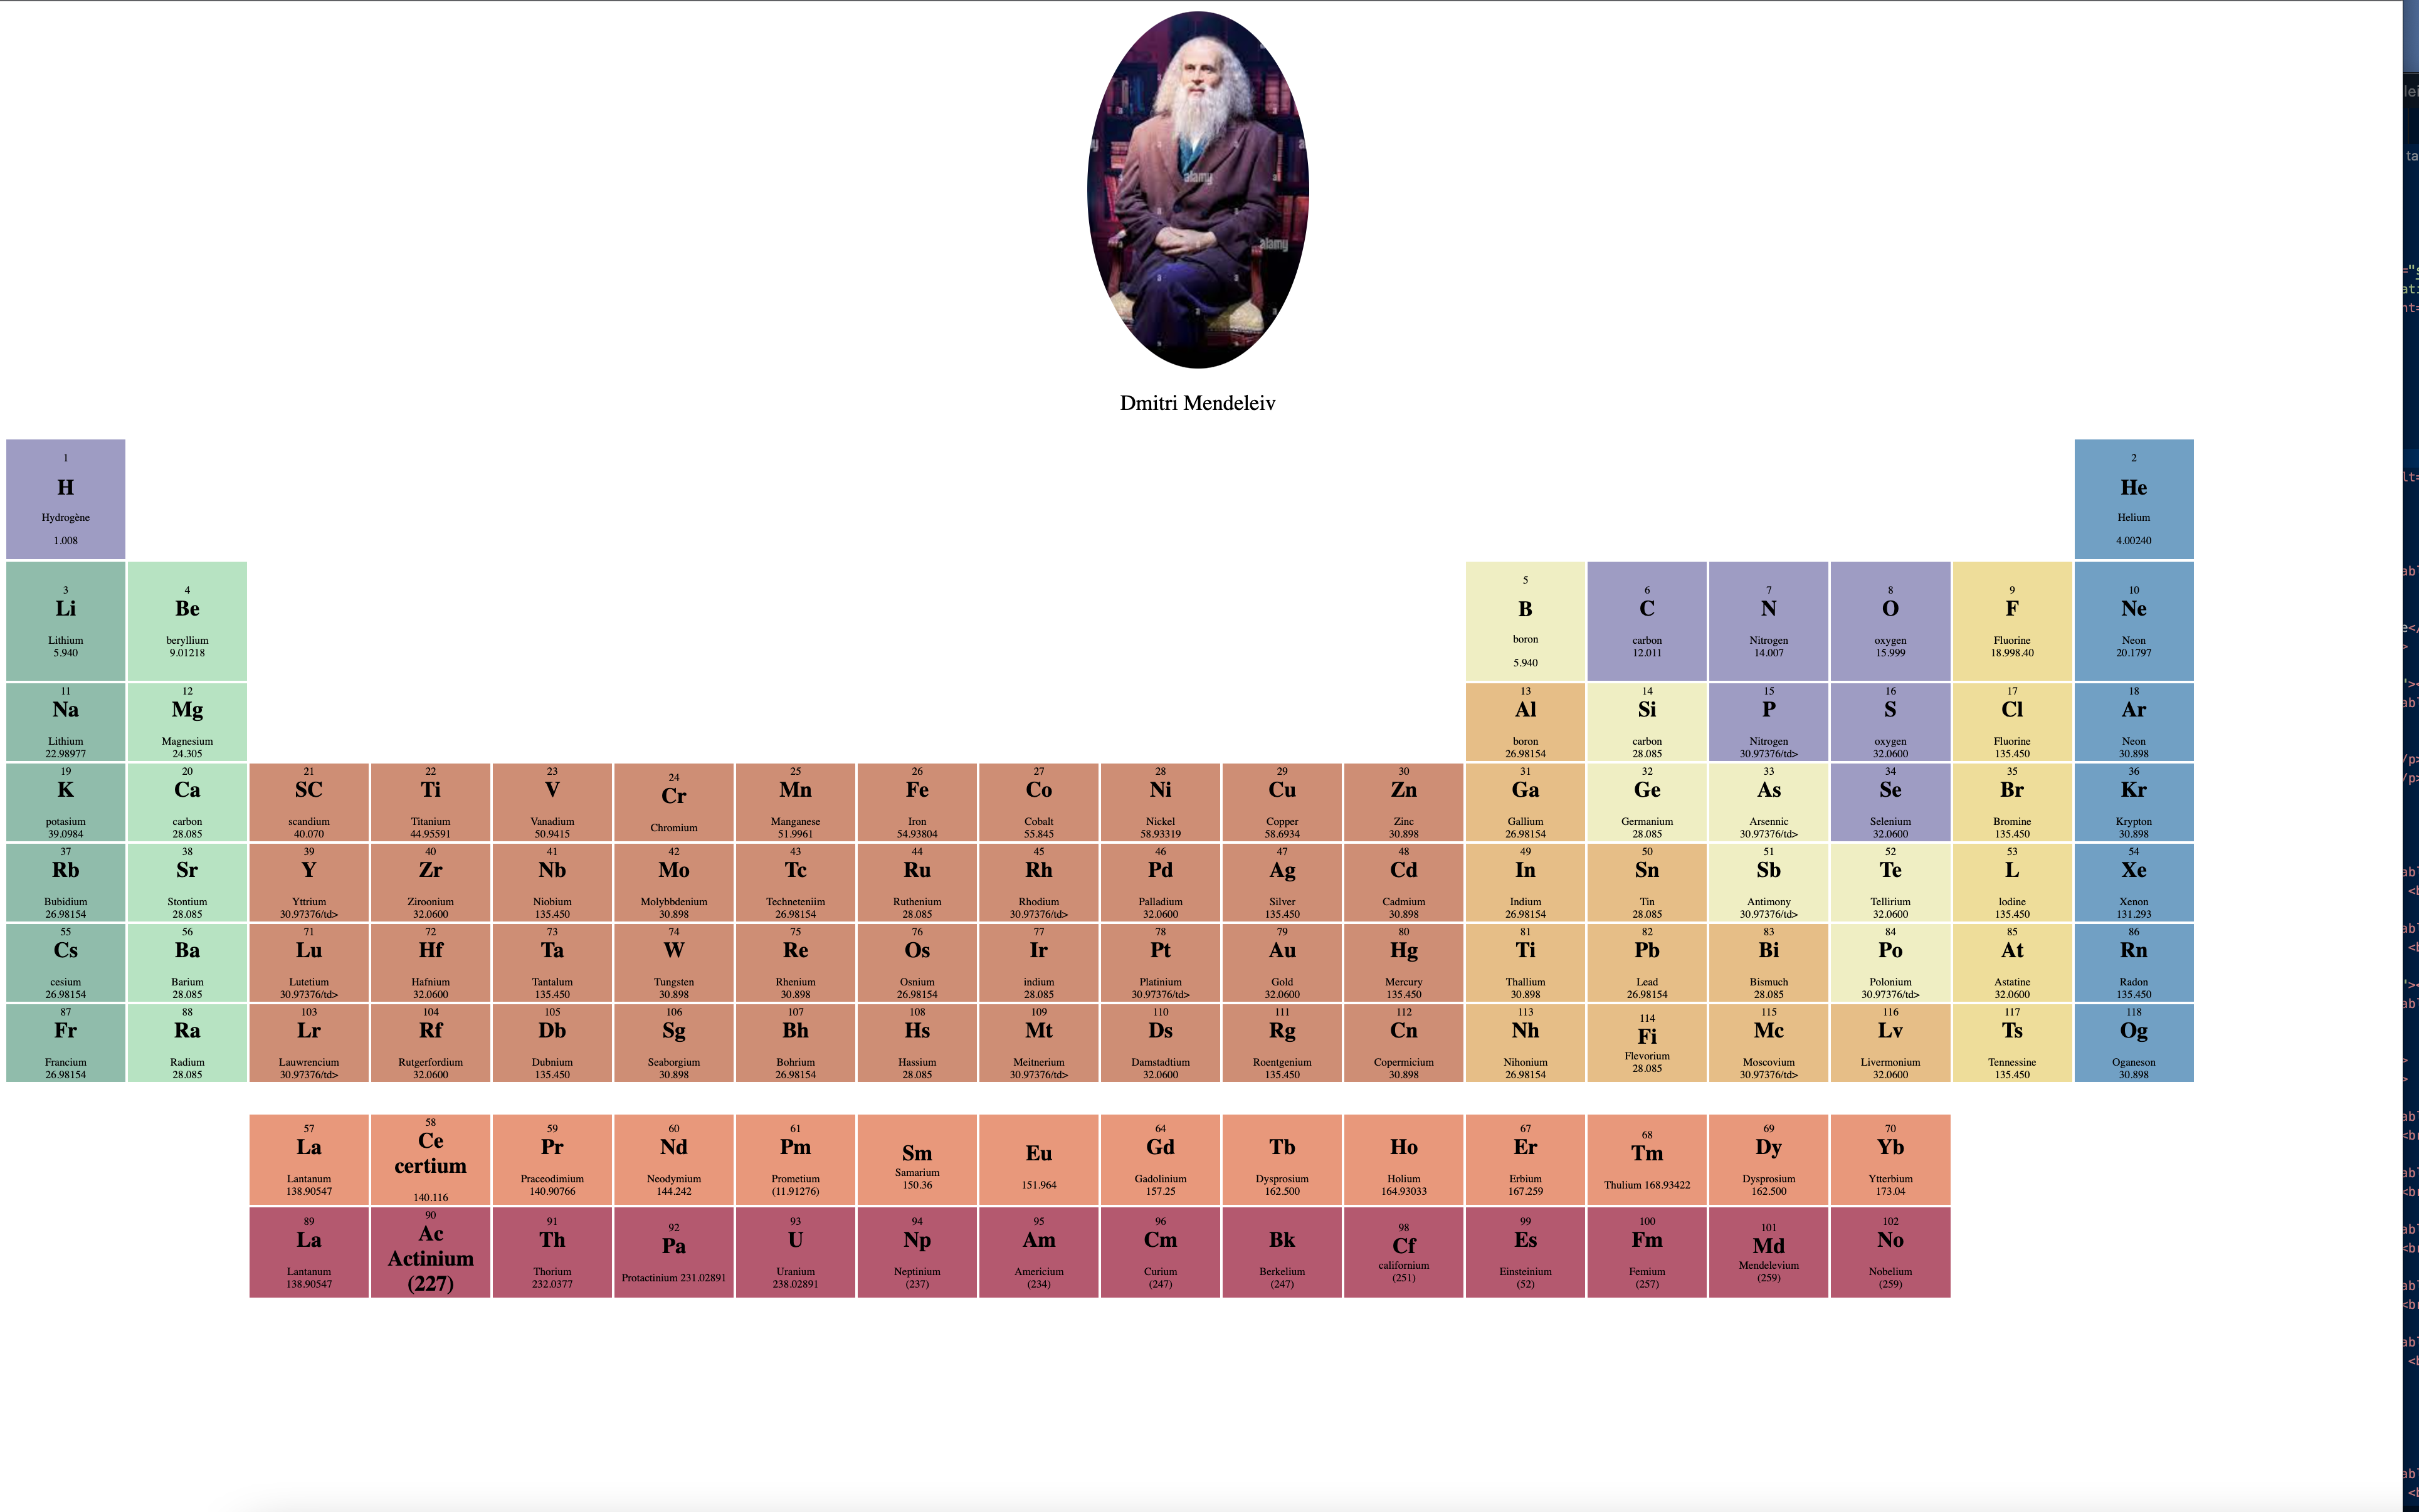 alamy
alamy
Dmitri Mendeleiv
1
H
Hydrogène
1.008
2
He
Helium
4.00240
3
Li
Lithium
5.940
4
Be
beryllium
9.01218
5
B
boron
5.940
6
C
carbon
12.011
7
N
Nitrogen
14.007
8
O
oxygen
15.999
9
F
Fluorine
18.998.40
10
Ne
Neon
20.1797
11
Na
Lithium
22.98977
12
Mg
Magnesium
24.305
13
Al
boron
26.98154
14
Si
carbon
28.085
15
P
Nitrogen
30.97376/td>
16
S
oxygen
32.0600
17
Cl
Fluorine
135.450
18
Ar
Neon
30.898
19
K
potasium
39.0984
20
Ca
carbon
28.085
21
SC
scandium
40.070
22
Ti
Titanium
44.95591
23
V
Vanadium
50.9415
24
Cr
Chromium
25
Mn
Manganese
51.9961
26
Fe
Iron
54.93804
27
Co
Cobalt
55.845
28
Ni
Nickel
58.93319
29
Cu
Copper
58.6934
30
Zn
Zinc
30.898
31
Ga
Gallium
26.98154
32
Ge
Germanium
28.085
33
As
Arsennic
30.97376/td>
34
Se
Selenium
32.0600
35
Br
Bromine
135.450
36
Kr
Krypton
30.898
37
Rb
Bubidium
26.98154
38
Sr
Stontium
28.085
39
Y
Yttrium
30.97376/td>
40
Zr
Ziroonium
32.0600
41
Nb
Niobium
135.450
42
Mo
Molybbdenium
30.898
43
Tc
Techneteniim
26.98154
44
Ru
Ruthenium
28.085
45
Rh
Rhodium
30.97376/td>
46
Pd
Palladium
32.0600
47
Ag
Silver
135.450
48
Cd
Cadmium
30.898
49
In
Indium
26.98154
50
Sn
Tin
28.085
51
Sb
Antimony
30.97376/td>
52
Te
Tellirium
32.0600
53
L
lodine
135.450
54
Xe
Xenon
131.293
55
Cs
cesium
26.98154
56
Ba
Barium
28.085
71
Lu
Lutetium
30.97376/td>
72
Hf
Hafnium
32.0600
73
Ta
Tantalum
135.450
74
W
Tungsten
30.898
75
Re
Rhenium
30.898
76
Os
Osnium
26.98154
77
Ir
indium
28.085
78
Pt
Platinium
30.97376/td>
79
Au
Gold
32.0600
80
Hg
Mercury
135.450
81
Ti
Thallium
30.898
82
Pb
Lead
26.98154
83
Bi
Bismuch
28.085
84
Po
Polonium
30.97376/td>
85
At
Astatine
32.0600
86
Rn
Radon
135.450
87
Fr
Francium
26.98154
88
Ra
Radium
28.085
103
Lr
Lauwrencium
30.97376/td>
104
Rf
Rutgerfordium
32.0600
105
Db
Dubnium
135.450
106
Sg
Seaborgium
30.898
107
Bh
Bohrium
26.98154
108
Hs
Hassium
28.085
109
Mt
Meitnerium
30.97376/td>
110
Ds
Damstadtium
32.0600
111
Rg
Roentgenium
135.450
112
Cn
Copermicium
30.898
113
Nh
Nihonium
26.98154
114
Fi
Flevorium
28.085
115
Mc
Moscovium
30.97376/td>
116
Lv
Livermonium
32.0600
117
Ts
Tennessine
135.450
118
Og
Oganeson
30.898
57
La
Lantanum
138.90547
58
Ce
certium
140.116
59
Pr
Praceodimium
140.90766
60
Nd
Neodymium
144.242
61
Pm
Prometium
(11.91276)
Sm
Samarium
150.36
Eu
151.964
64
Gd
Gadolinium
157.25
Tb
Dysprosium
162.500
Ho
Holium
164.93033
67
Er
Erbium
167.259
68
Tm
Thulium 168.93422
69
Dy
Dysprosium
162.500
70
Yb
Ytterbium
173.04
89
La
Lantanum
138.90547
90
Ac
Actinium
(227)
91
Th
Thorium
232.0377
92
Pa
Protactinium 231.02891
93
U
Uranium
238.02891
94
Np
Neptinium
(237)
95
Am
Americium
(234)
96
Cm
Curium
(247)
Bk
Berkelium
(247)
98
Cf
californium
(251)
99
Es
Einsteinium
(52)
100
Fm
Femium
(257)
101
Md
Mendelevium
(259)
102
No
Nobelium
(259)